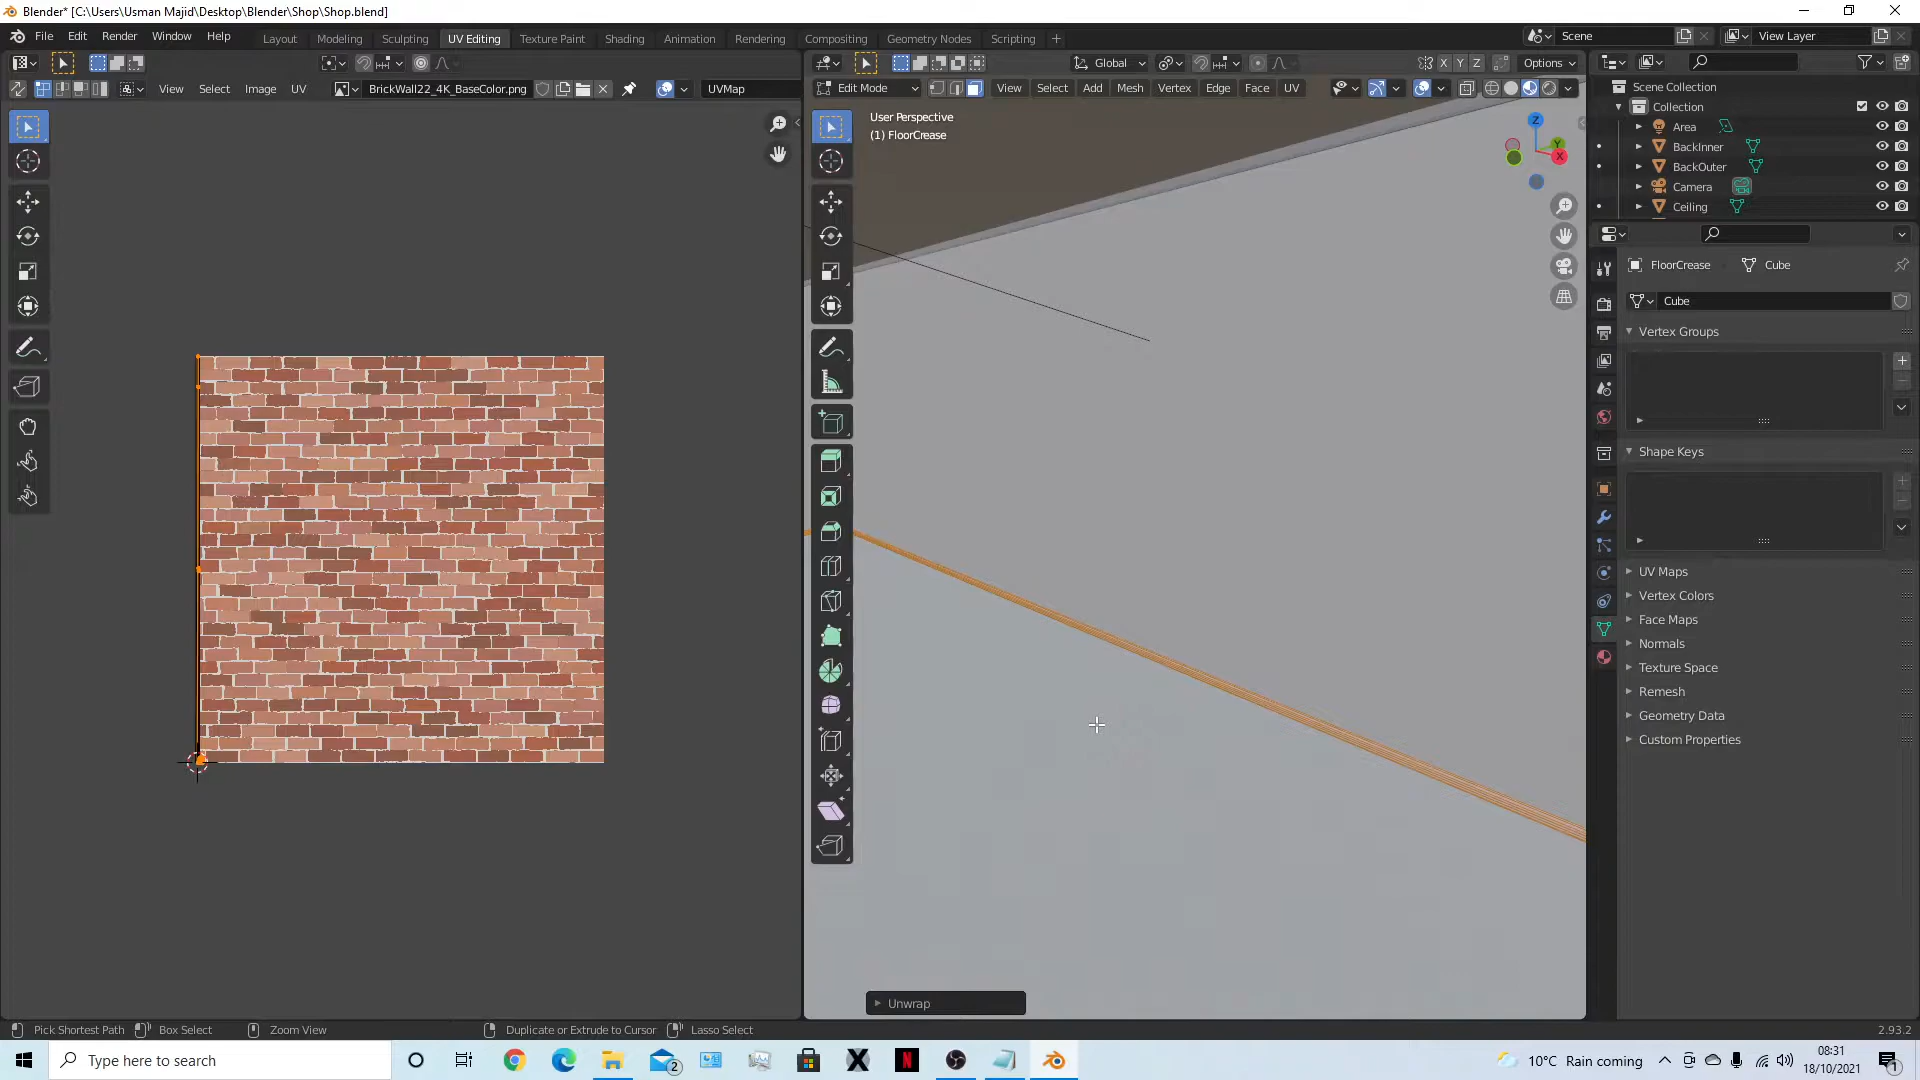 Blender* [C:\Users\Usman Majid\Desktop\Blender\Shop\Shop.blend]
File Edit Render Window Help
Layout Modeling Sculpting UV Editing Texture Paint Shading Animation Rendering Compositing Geometry Nodes Scripting +
Scene
View Layer
Global
X Y Z
Options
View Select Image UV
BrickWall22_4K_BaseColor.png
UVMap
Edit Mode
View Select Add Mesh Vertex Edge Face UV
User Perspective
(1) FloorCrease
Z
Y
X
Scene Collection
Collection
Area
BackInner
BackOuter
Camera
Ceiling
FloorCrease
Cube
Cube
Vertex Groups
Shape Keys
UV Maps
Vertex Colors
Face Maps
Normals
Texture Space
Remesh
Geometry Data
Custom Properties
Unwrap
Pick Shortest Path
Box Select
Zoom View
Duplicate or Extrude to Cursor
Lasso Select
2.93.2
Type here to search
2
X
N
10°C Rain coming
08:31
18/10/2021
1